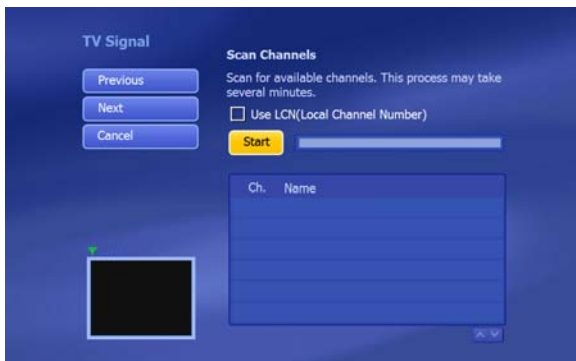 TV Signal
Previous
Next
Cancel
Scan Channels
Scan for available channels. This process may take
several minutes.
Use LCN(Local Channel Number)
Start
Ch. Name